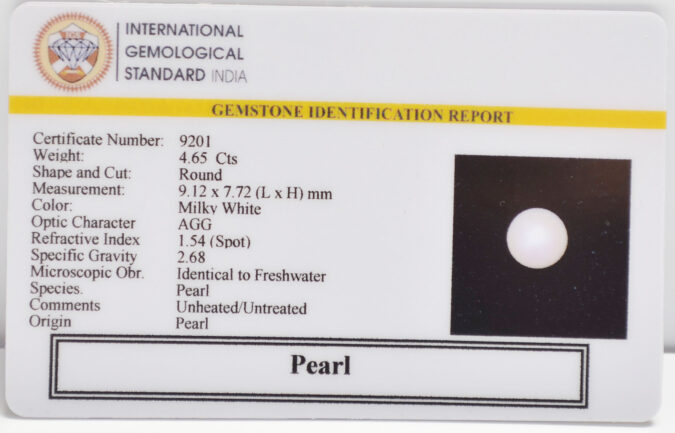 INTERNATIONAL
GEMOLOGICAL
STANDARD INDIA
GEMSTONE IDENTIFICATION REPORT
Certificate Number: 9201
Weight: 4.65 Cts
Shape and Cut: Round
Measurement: 9.12 x 7.72 (L x H) mm
Color: Milky White
Optic Character AGG
Refractive Index 1.54 (Spot)
Specific Gravity 2.68
Microscopic Obr. Identical to Freshwater
Species. Pearl
Comments Unheated/Untreated
Origin Pearl
Pearl